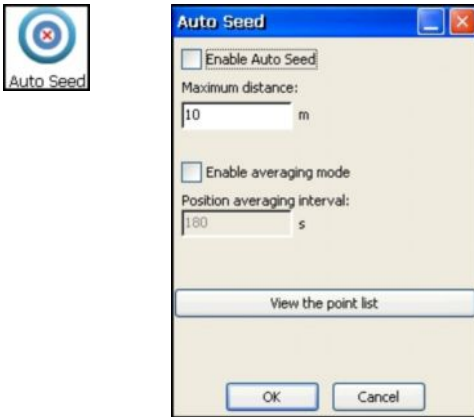 Auto Seed
Auto Seed
Enable Auto Seed
Maximum distance:
10 m
Enable averaging mode
Position averaging interval:
180 s
View the point list
OK Cancel